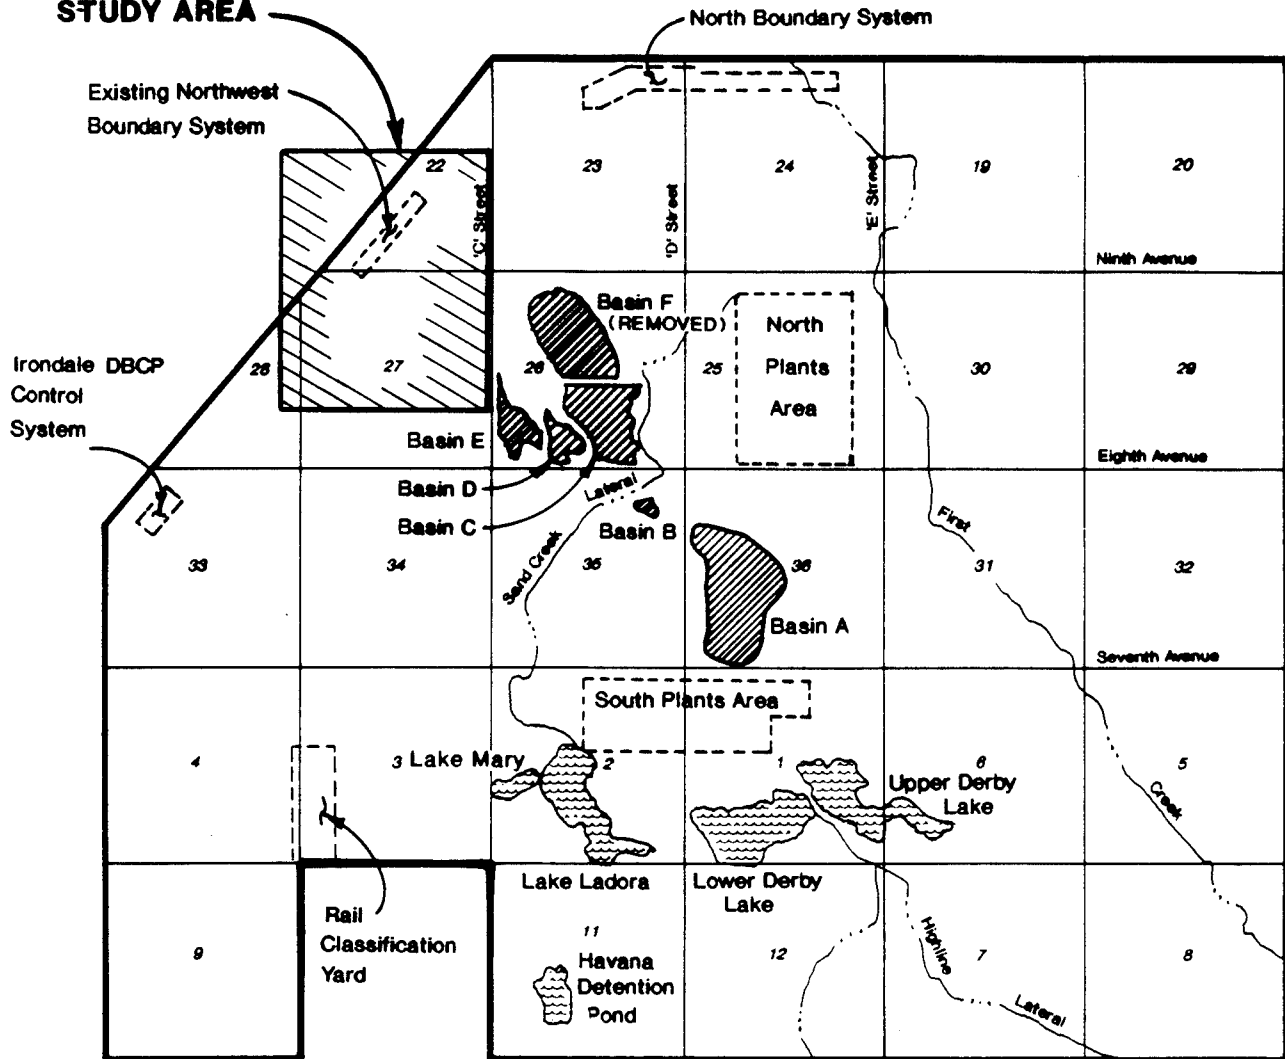 STUDY AREA
North Boundary System
Existing Northwest
Boundary System
22
23
24
19
20
'C' Street
'D' Street
'E' Street
Ninth Avenue
Basin F
(REMOVED)
North
Plants
Area
Irondale DBCP
Control
System
28
27
26
25
30
29
Basin E
Eighth Avenue
Basin D
Lateral
Basin C
Basin B
First
Sand Creek
33
34
35
36
31
32
Basin A
Seventh Avenue
South Plants Area
4
3
Lake Mary
2
1
6
5
Upper Derby
Lake
Creek
Lake Ladora
Lower Derby
Lake
Rail
Classification
Yard
9
11
12
7
8
Highline
Lateral
Havana
Detention
Pond